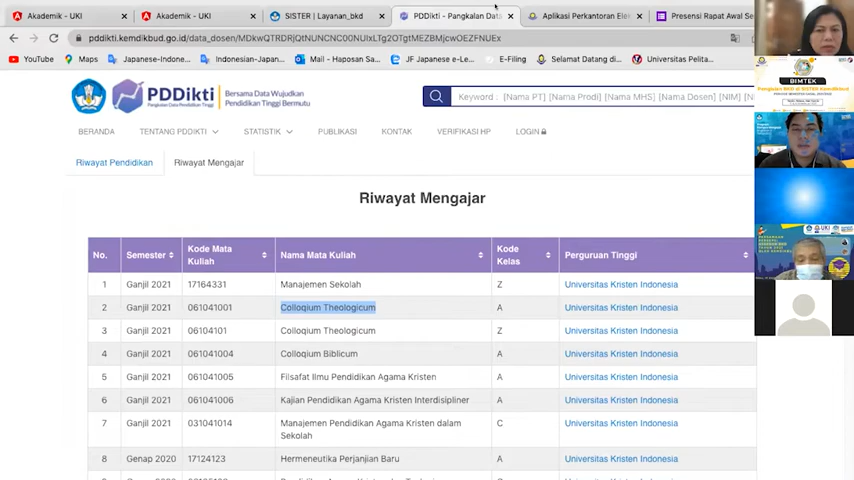 Akademik - UKI
Akademik - UKI
SISTER | Layanan_bkd
PDDikti - Pangkalan Data
Aplikasi Perkantoran Ele
Presensi Rapat Awal Se
pddikti.kemdikbud.go.id/data_dosen/
YouTube
Maps
Japanese-Indone...
Indonesian-Japan...
Mail - Haposan Sa...
JF Japanese e-Le...
E-Filing
Selamat Datang di...
Universitas Pelita...
PDDikti
Pangkalan Data Pendidikan Tinggi
Bersama Data Wujudkan
Pendidikan Tinggi Bermutu
Keyword : [Nama PT] [Nama Prodi] [Nama MHS] [Nama Dosen] [NIM]
BERANDA
TENTANG PDDIKTI
STATISTIK
PUBLIKASI
KONTAK
VERIFIKASI HP
LOGIN
Riwayat Pendidikan
Riwayat Mengajar
Riwayat Mengajar
No. Semester Kode Mata Kuliah Nama Mata Kuliah Kode Kelas Perguruan Tinggi
1 Ganjil 2021 17164331 Manajemen Sekolah Z Universitas Kristen Indonesia
2 Ganjil 2021 061041001 Colloqium Theologicum A Universitas Kristen Indonesia
3 Ganjil 2021 06104101 Colloqium Theologicum Z Universitas Kristen Indonesia
4 Ganjil 2021 061041004 Colloqium Biblicum A Universitas Kristen Indonesia
5 Ganjil 2021 061041005 Filsafat Ilmu Pendidikan Agama Kristen A Universitas Kristen Indonesia
6 Ganjil 2021 061041006 Kajian Pendidikan Agama Kristen Interdisipliner A Universitas Kristen Indonesia
7 Ganjil 2021 031041014 Manajemen Pendidikan Agama Kristen dalam Sekolah C Universitas Kristen Indonesia
8 Genap 2020 17124123 Hermeneutika Perjanjian Baru A Universitas Kristen Indonesia
BIMTEK
UKI